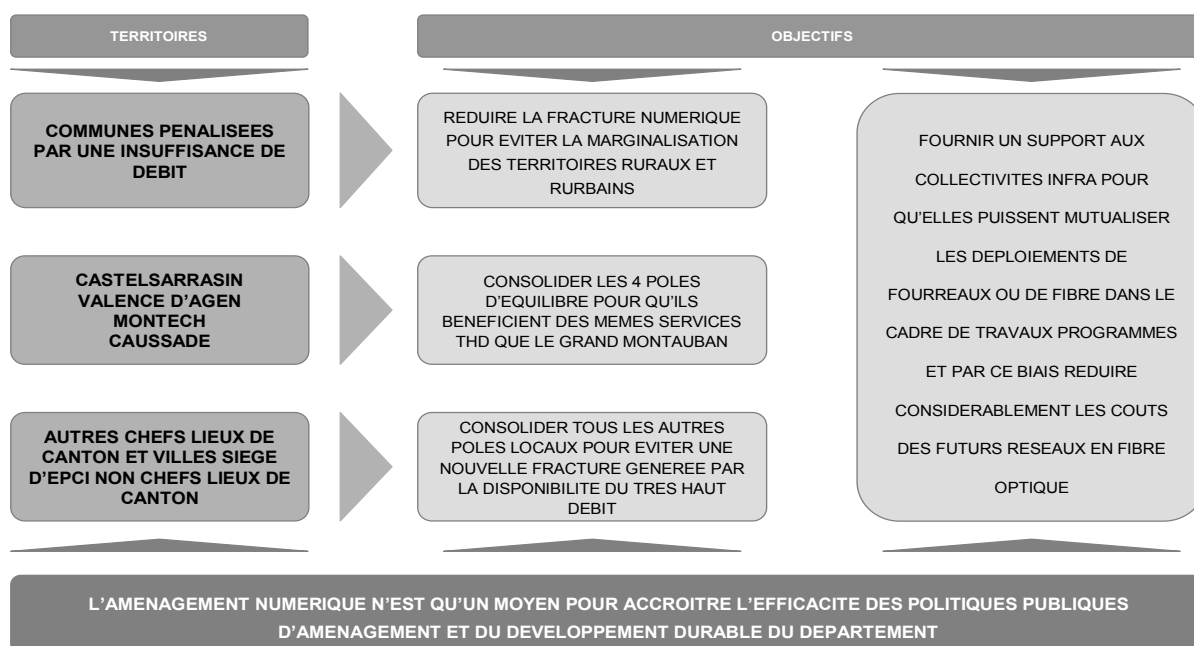 TERRITOIRES
OBJECTIFS
COMMUNES PENALISEES
PAR UNE INSUFFISANCE DE
DEBIT
REDUIRE LA FRACTURE NUMERIQUE
POUR EVITER LA MARGINALISATION
DES TERRITOIRES RURAUX ET
RURBAINS
CASTELSARRASIN
VALENCE D’AGEN
MONTECH
CAUSSADE
CONSOLIDER LES 4 POLES
D’EQUILIBRE POUR QU’ILS
BENEFICIENT DES MEMES SERVICES
THD QUE LE GRAND MONTAUBAN
AUTRES CHEFS LIEUX DE
CANTON ET VILLES SIEGE
D’EPCI NON CHEFS LIEUX DE
CANTON
CONSOLIDER TOUS LES AUTRES
POLES LOCAUX POUR EVITER UNE
NOUVELLE FRACTURE GENEREE PAR
LA DISPONIBILITE DU TRES HAUT
DEBIT
FOURNIR UN SUPPORT AUX
COLLECTIVITES INFRA POUR
QU’ELLES PUISSENT MUTUALISER
LES DEPLOIEMENTS DE
FOURREAUX OU DE FIBRE DANS LE
CADRE DE TRAVAUX PROGRAMMES
ET PAR CE BIAIS REDUIRE
CONSIDERABLEMENT LES COUTS
DES FUTURS RESEAUX EN FIBRE
OPTIQUE
L’AMENAGEMENT NUMERIQUE N’EST QU’UN MOYEN POUR ACCROITRE L’EFFICACITE DES POLITIQUES PUBLIQUES
D’AMENAGEMENT ET DU DEVELOPPEMENT DURABLE DU DEPARTEMENT